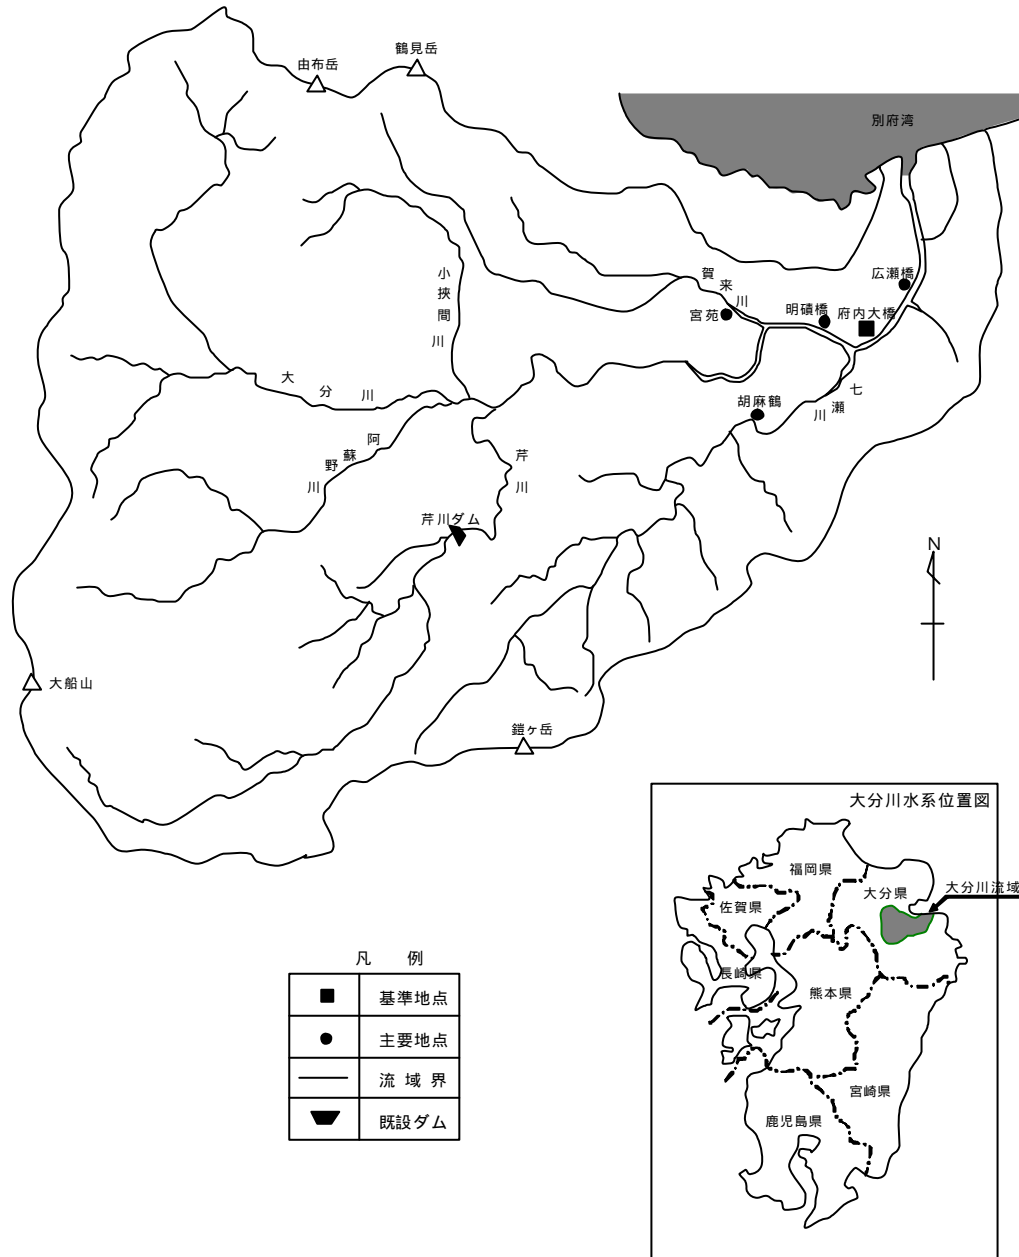 鶴見岳
由布岳
別府湾
小挾間川
賀来川
広瀬橋
宮苑
明磧橋
府内大橋
大分川
七瀬川
胡麻鶴
阿蘇野川
芹川
芹川ダム
N
大船山
鎧ヶ岳
大分川水系位置図
福岡県
大分県
大分川流域
佐賀県
長崎県
熊本県
宮崎県
鹿児島県
凡 例
基準地点
主要地点
流域界
既設ダム